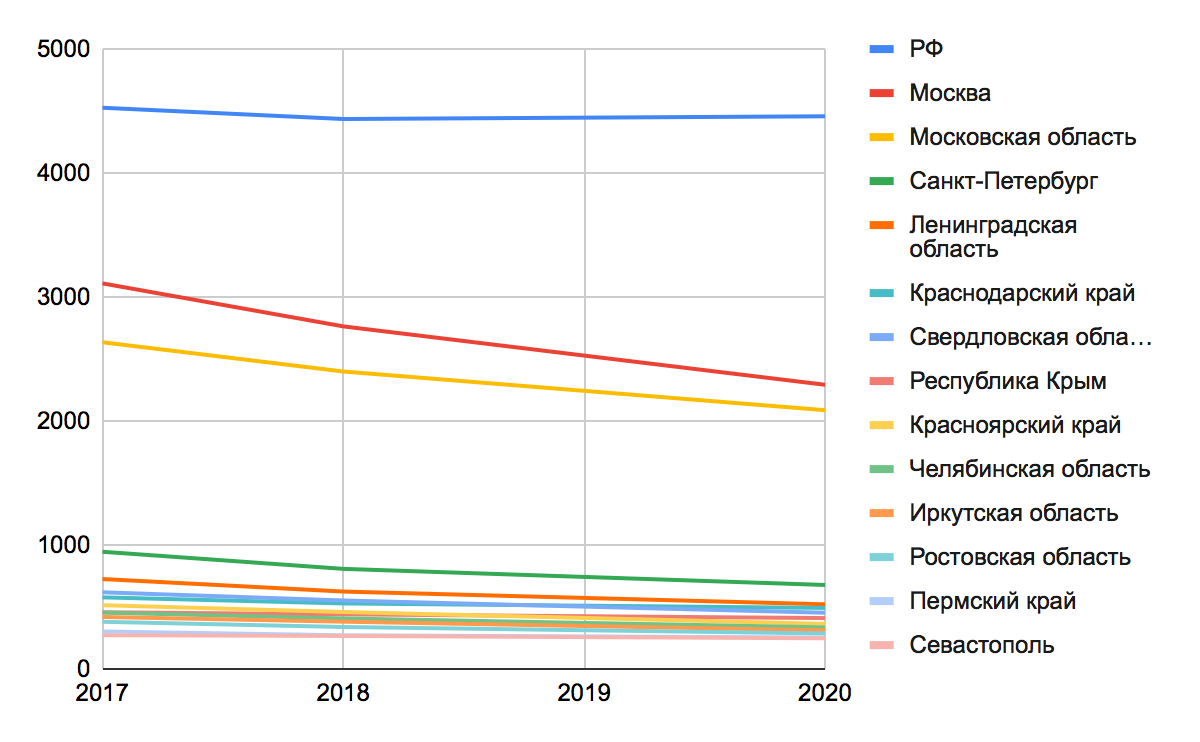 5000
4000
3000
2000
1000
0
2017
2018
2019
2020
РФ
Москва
Московская область
Санкт-Петербург
Ленинградская
область
Краснодарский край
Свердловская обла…
Республика Крым
Красноярский край
Челябинская область
Иркутская область
Ростовская область
Пермский край
Севастополь